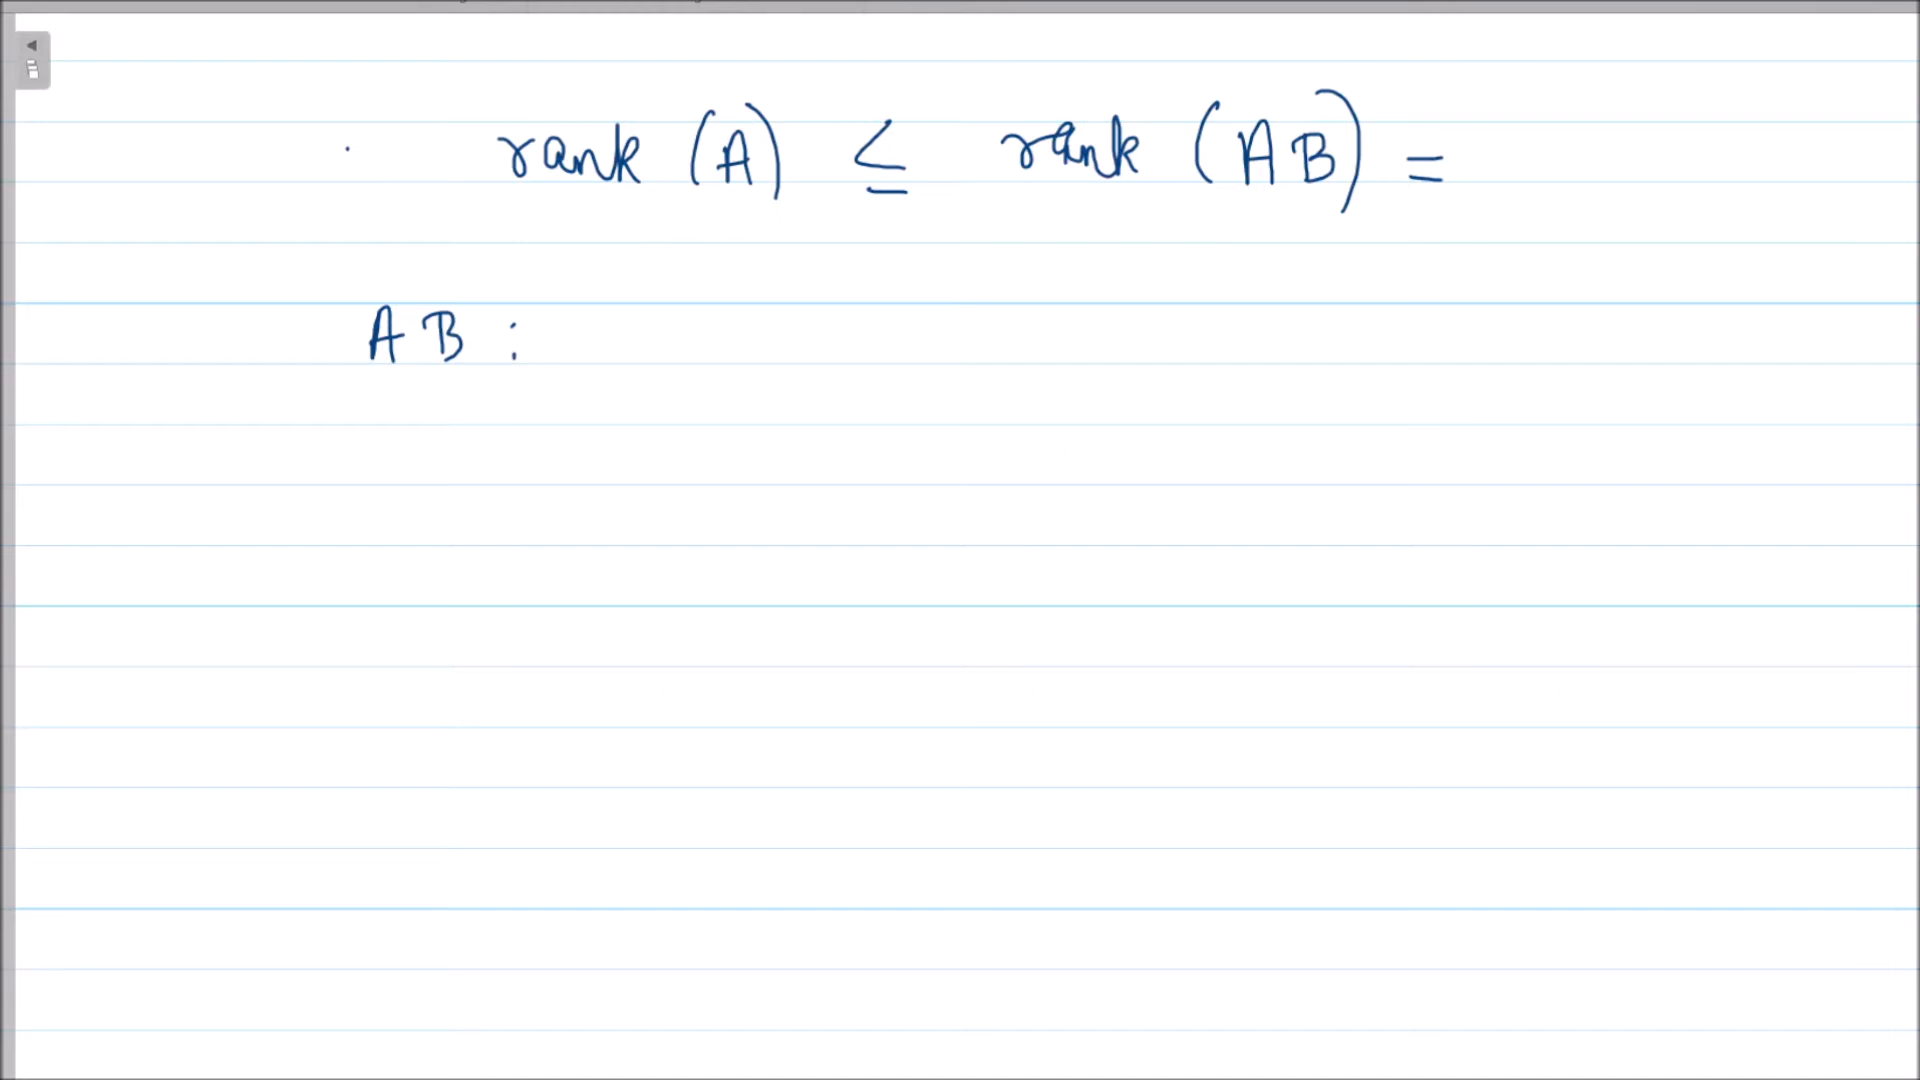 rank (A) ≤ rank (AB) =
AB :